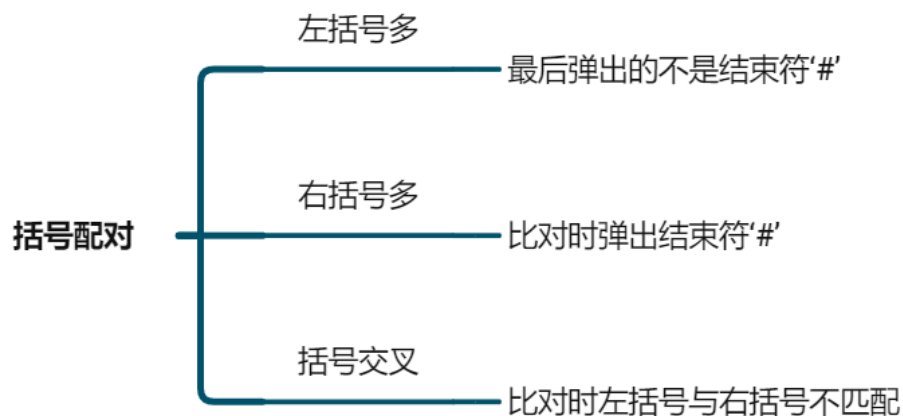 左括号多
最后弹出的不是结束符‘#’
右括号多
括号配对
比对时弹出结束符‘#’
括号交叉
比对时左括号与右括号不匹配